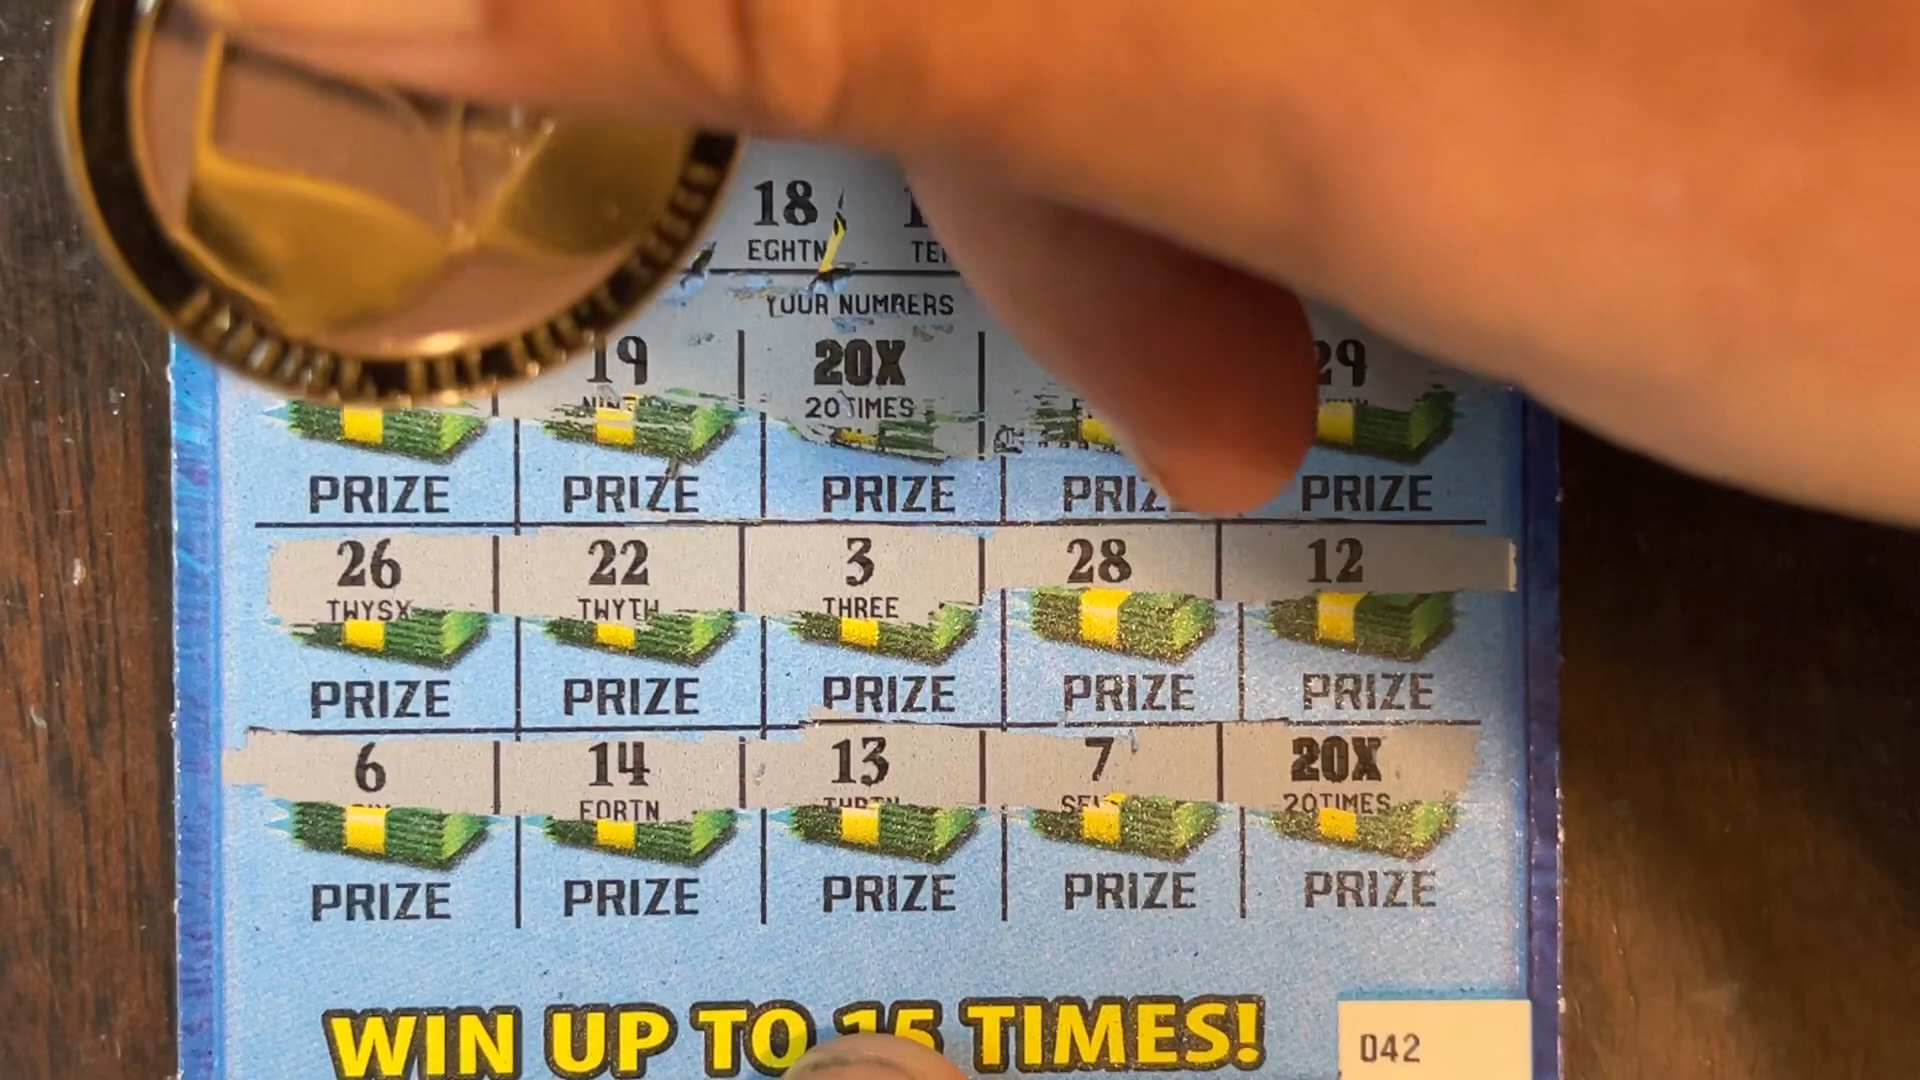 18
EGHTN
YOUR NUMBERS
19 20X 29
20TIMES
PRIZE PRIZE PRIZE PRIZE
26 22 3 28 12
TWYSX TWYTH THREE
PRIZE PRIZE PRIZE PRIZE PRIZE
6 14 13 7 20X
FORTN 20TIMES
PRIZE PRIZE PRIZE PRIZE PRIZE
WIN UP TO 15 TIMES!
042